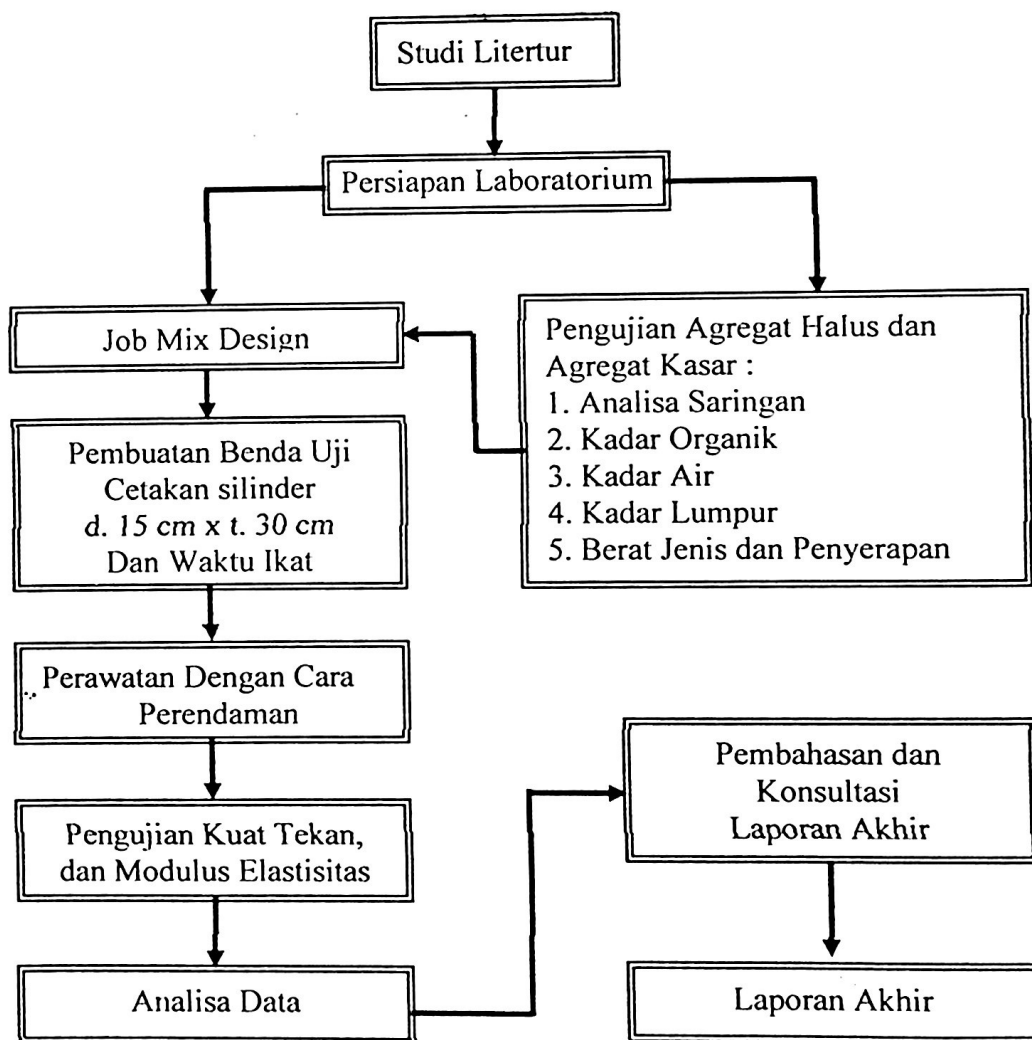 Studi Litertur
Persiapan Laboratorium
Job Mix Design
Pengujian Agregat Halus dan
Agregat Kasar :
1. Analisa Saringan
2. Kadar Organik
3. Kadar Air
4. Kadar Lumpur
5. Berat Jenis dan Penyerapan
Pembuatan Benda Uji
Cetakan silinder
d. 15 cm x t. 30 cm
Dan Waktu Ikat
Perawatan Dengan Cara
Perendaman
Pengujian Kuat Tekan,
dan Modulus Elastisitas
Analisa Data
Pembahasan dan
Konsultasi
Laporan Akhir
Laporan Akhir